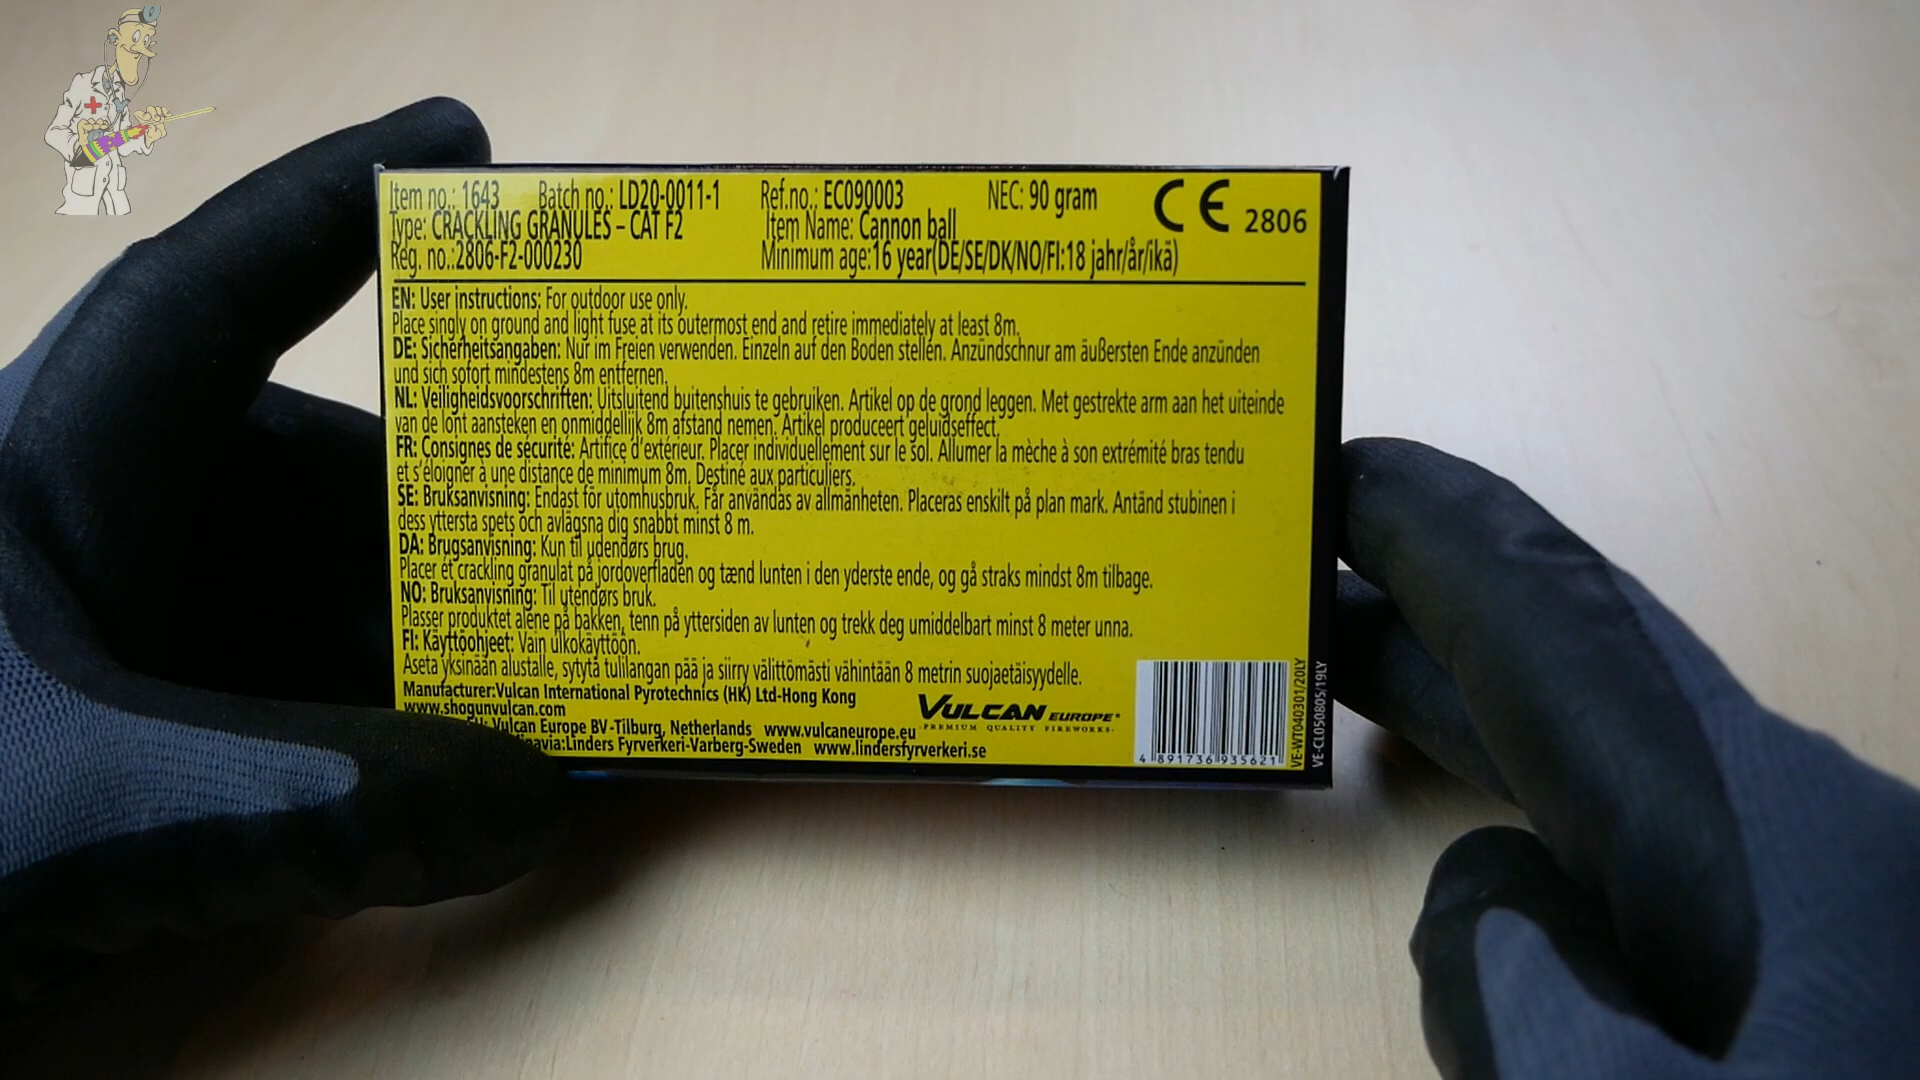 Item no.: 1643 Batch no.: LD20-0011-1 Ref.no.: EC090003 NEC: 90 gram CE 2806
Type: CRACKLING GRANULES – CAT F2 Item Name: Cannon ball
Reg. no.:2806-F2-000230 Minimum age:16 year(DE/SE/DK/NO/FI:18 jahr/år/ikä)
EN: User instructions: For outdoor use only.
Place singly on ground and light fuse at its outermost end and retire immediately at least 8m.
DE: Sicherheitsangaben: Nur im Freien verwenden. Einzeln auf den Boden stellen. Anzündschnur am äußersten Ende anzünden
und sich sofort mindestens 8m entfernen.
NL: Veiligheidsvoorschriften: Uitsluitend buitenshuis te gebruiken. Artikel op de grond leggen. Met gestrekte arm aan het uiteinde
van de lont aansteken en onmiddellijk 8m afstand nemen. Artikel produceert geluidseffect.
FR: Consignes de sécurité: Artifice d'extérieur. Placer individuellement sur le sol. Allumer la mèche à son extrémité bras tendu
et s'éloigner à une distance de minimum 8m. Destiné aux particuliers.
SE: Bruksanvisning: Endast för utomhusbruk. Får användas av allmänheten. Placeras enskilt på plan mark. Antänd stubinen i
dess yttersta spets och avlägsna dig snabbt minst 8 m.
DA: Brugsanvisning: Kun til udendørs brug.
Placer ét crackling granulat på jordoverfladen og tænd lunten i den yderste ende, og gå straks mindst 8m tilbage.
NO: Bruksanvisning: Til utendørs bruk.
Plasser produktet alene på bakken, tenn på yttersiden av lunten og trekk deg umiddelbart minst 8 meter unna.
FI: Käyttöohjeet: Vain ulkokäyttöön.
Aseta yksinään alustalle, sytytä tulilangan pää ja siirry välittömästi vähintään 8 metrin suojaetäisyydelle.
Manufacturer:Vulcan International Pyrotechnics (HK) Ltd-Hong Kong
www.shogunvulcan.com
Vulcan Europe BV-Tilburg, Netherlands www.vulcaneurope.eu
Linders Fyrverkeri-Varberg-Sweden www.lindersfyrverkeri.se
VULCAN EUROPE
PREMIUM QUALITY FIREWORKS
4 891736 935621
VE-WT040301/20LY
VE-CL050805/19LY